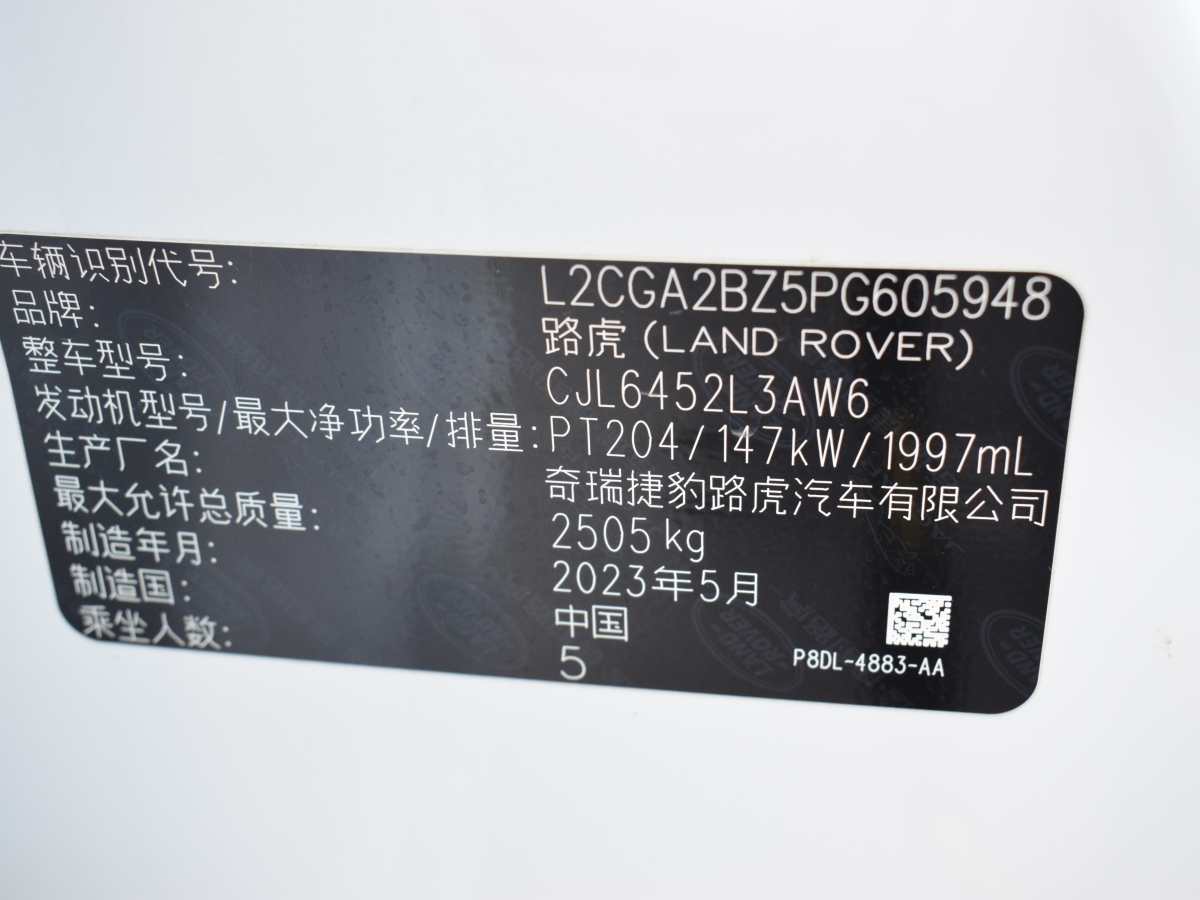 车辆识别代号: L2CGA2BZ5PG605948
品牌: 路虎 (LAND ROVER)
整车型号: CJL6452L3AW6
发动机型号/最大净功率/排量: PT204/147kW/1997mL
生产厂名: 奇瑞捷豹路虎汽车有限公司
最大允许总质量: 2505 kg
制造年月: 2023年5月
制造国: 中国
乘坐人数: 5
P8DL-4883-AA